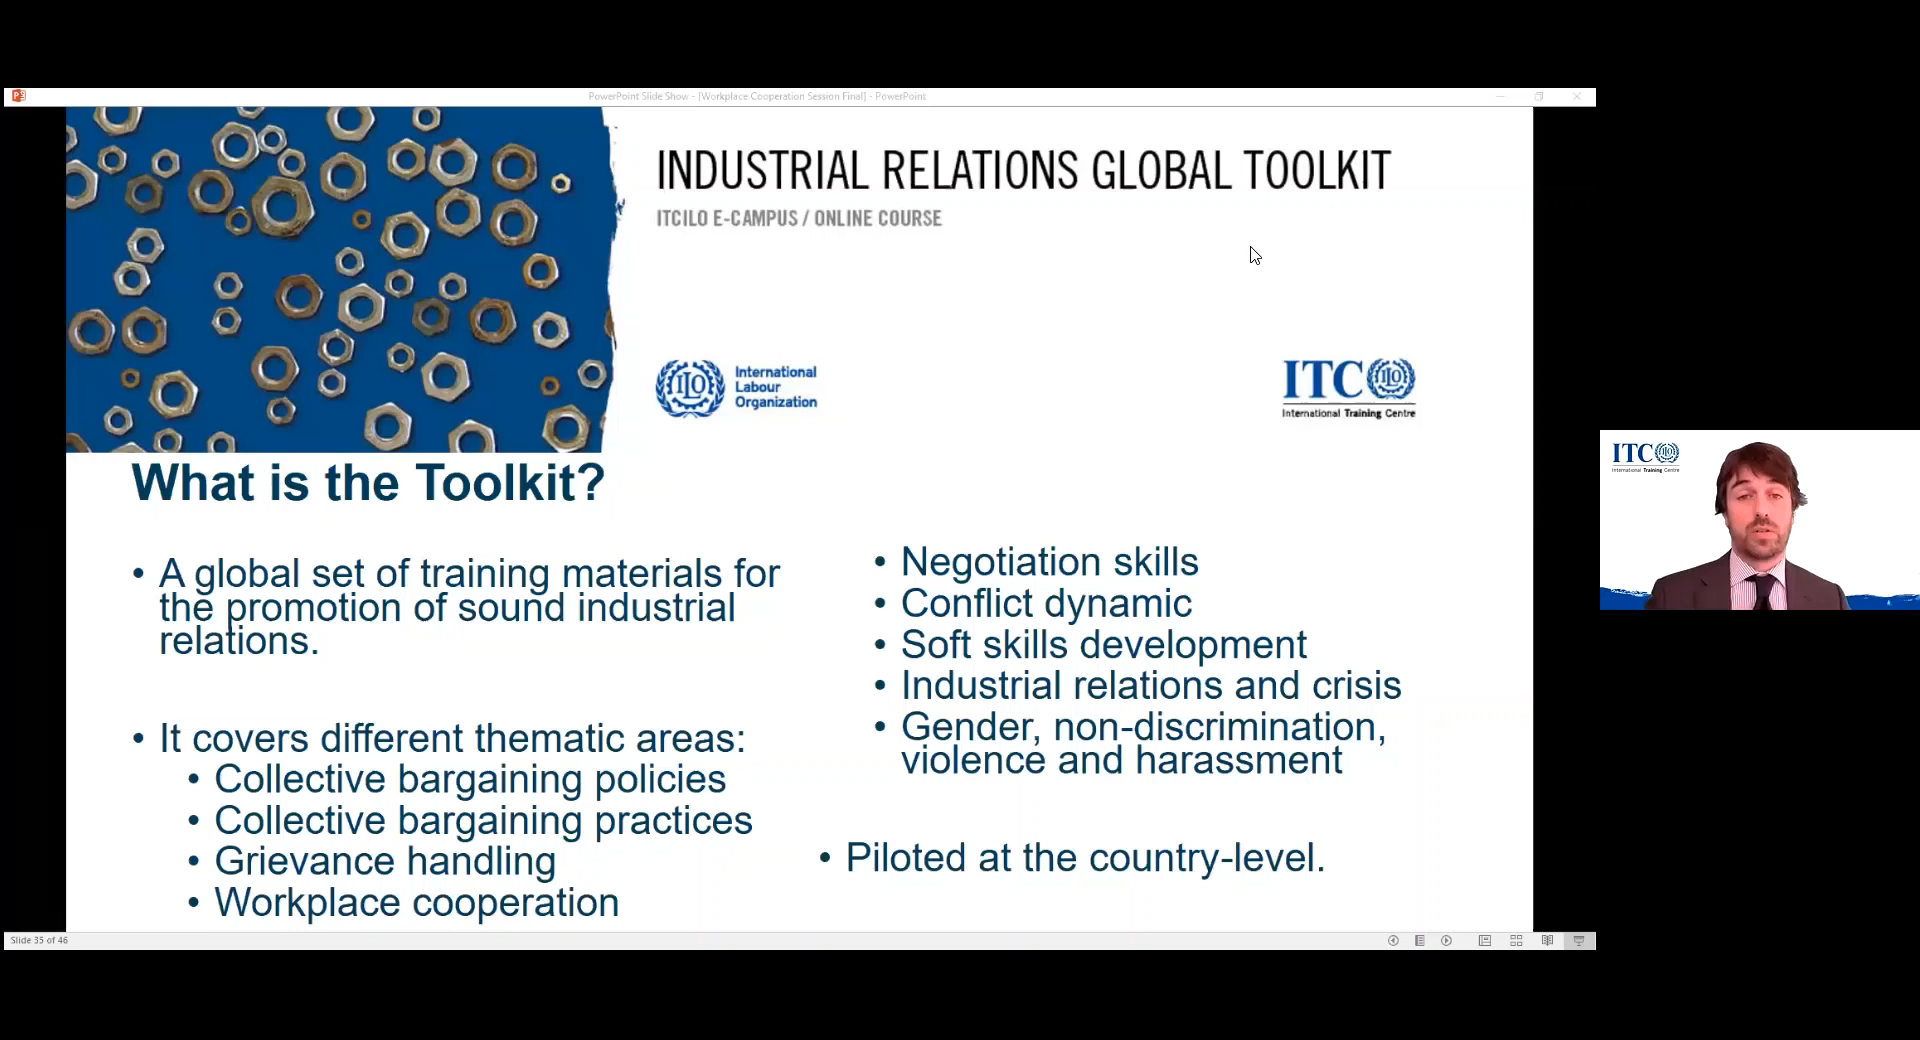 PowerPoint Slide Show - [Workplace Cooperation Session Final] - PowerPoint
INDUSTRIAL RELATIONS GLOBAL TOOLKIT
ITCILO E-CAMPUS / ONLINE COURSE
ILO
International
Labour
Organization
ITC ILO
International Training Centre
What is the Toolkit?
• A global set of training materials for
the promotion of sound industrial
relations.
• It covers different thematic areas:
• Collective bargaining policies
• Collective bargaining practices
• Grievance handling
• Workplace cooperation
• Negotiation skills
• Conflict dynamic
• Soft skills development
• Industrial relations and crisis
• Gender, non-discrimination,
violence and harassment
• Piloted at the country-level.
Slide 35 of 46
ITC ILO
International Training Centre